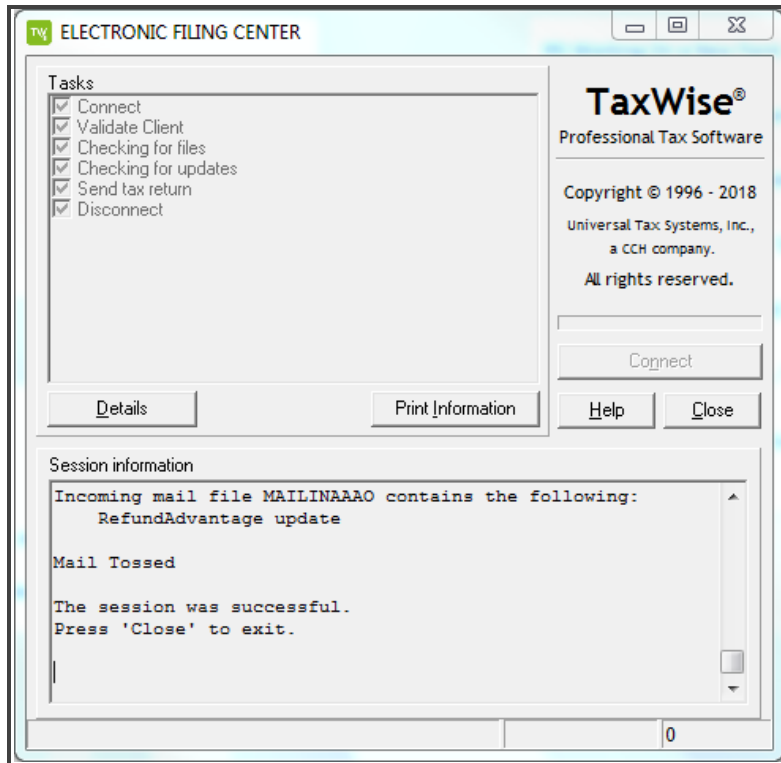 TW
ELECTRONIC FILING CENTER
Tasks
Connect
Validate Client
Checking for files
Checking for updates
Send tax return
Disconnect
Details
Print Information
TaxWise®
Professional Tax Software
Copyright © 1996 - 2018
Universal Tax Systems, Inc.,
a CCH company.
All rights reserved.
Connect
Help
Close
Session information
Incoming mail file MAILINAAAO contains the following:
RefundAdvantage update
Mail Tossed
The session was successful.
Press 'Close' to exit.
0